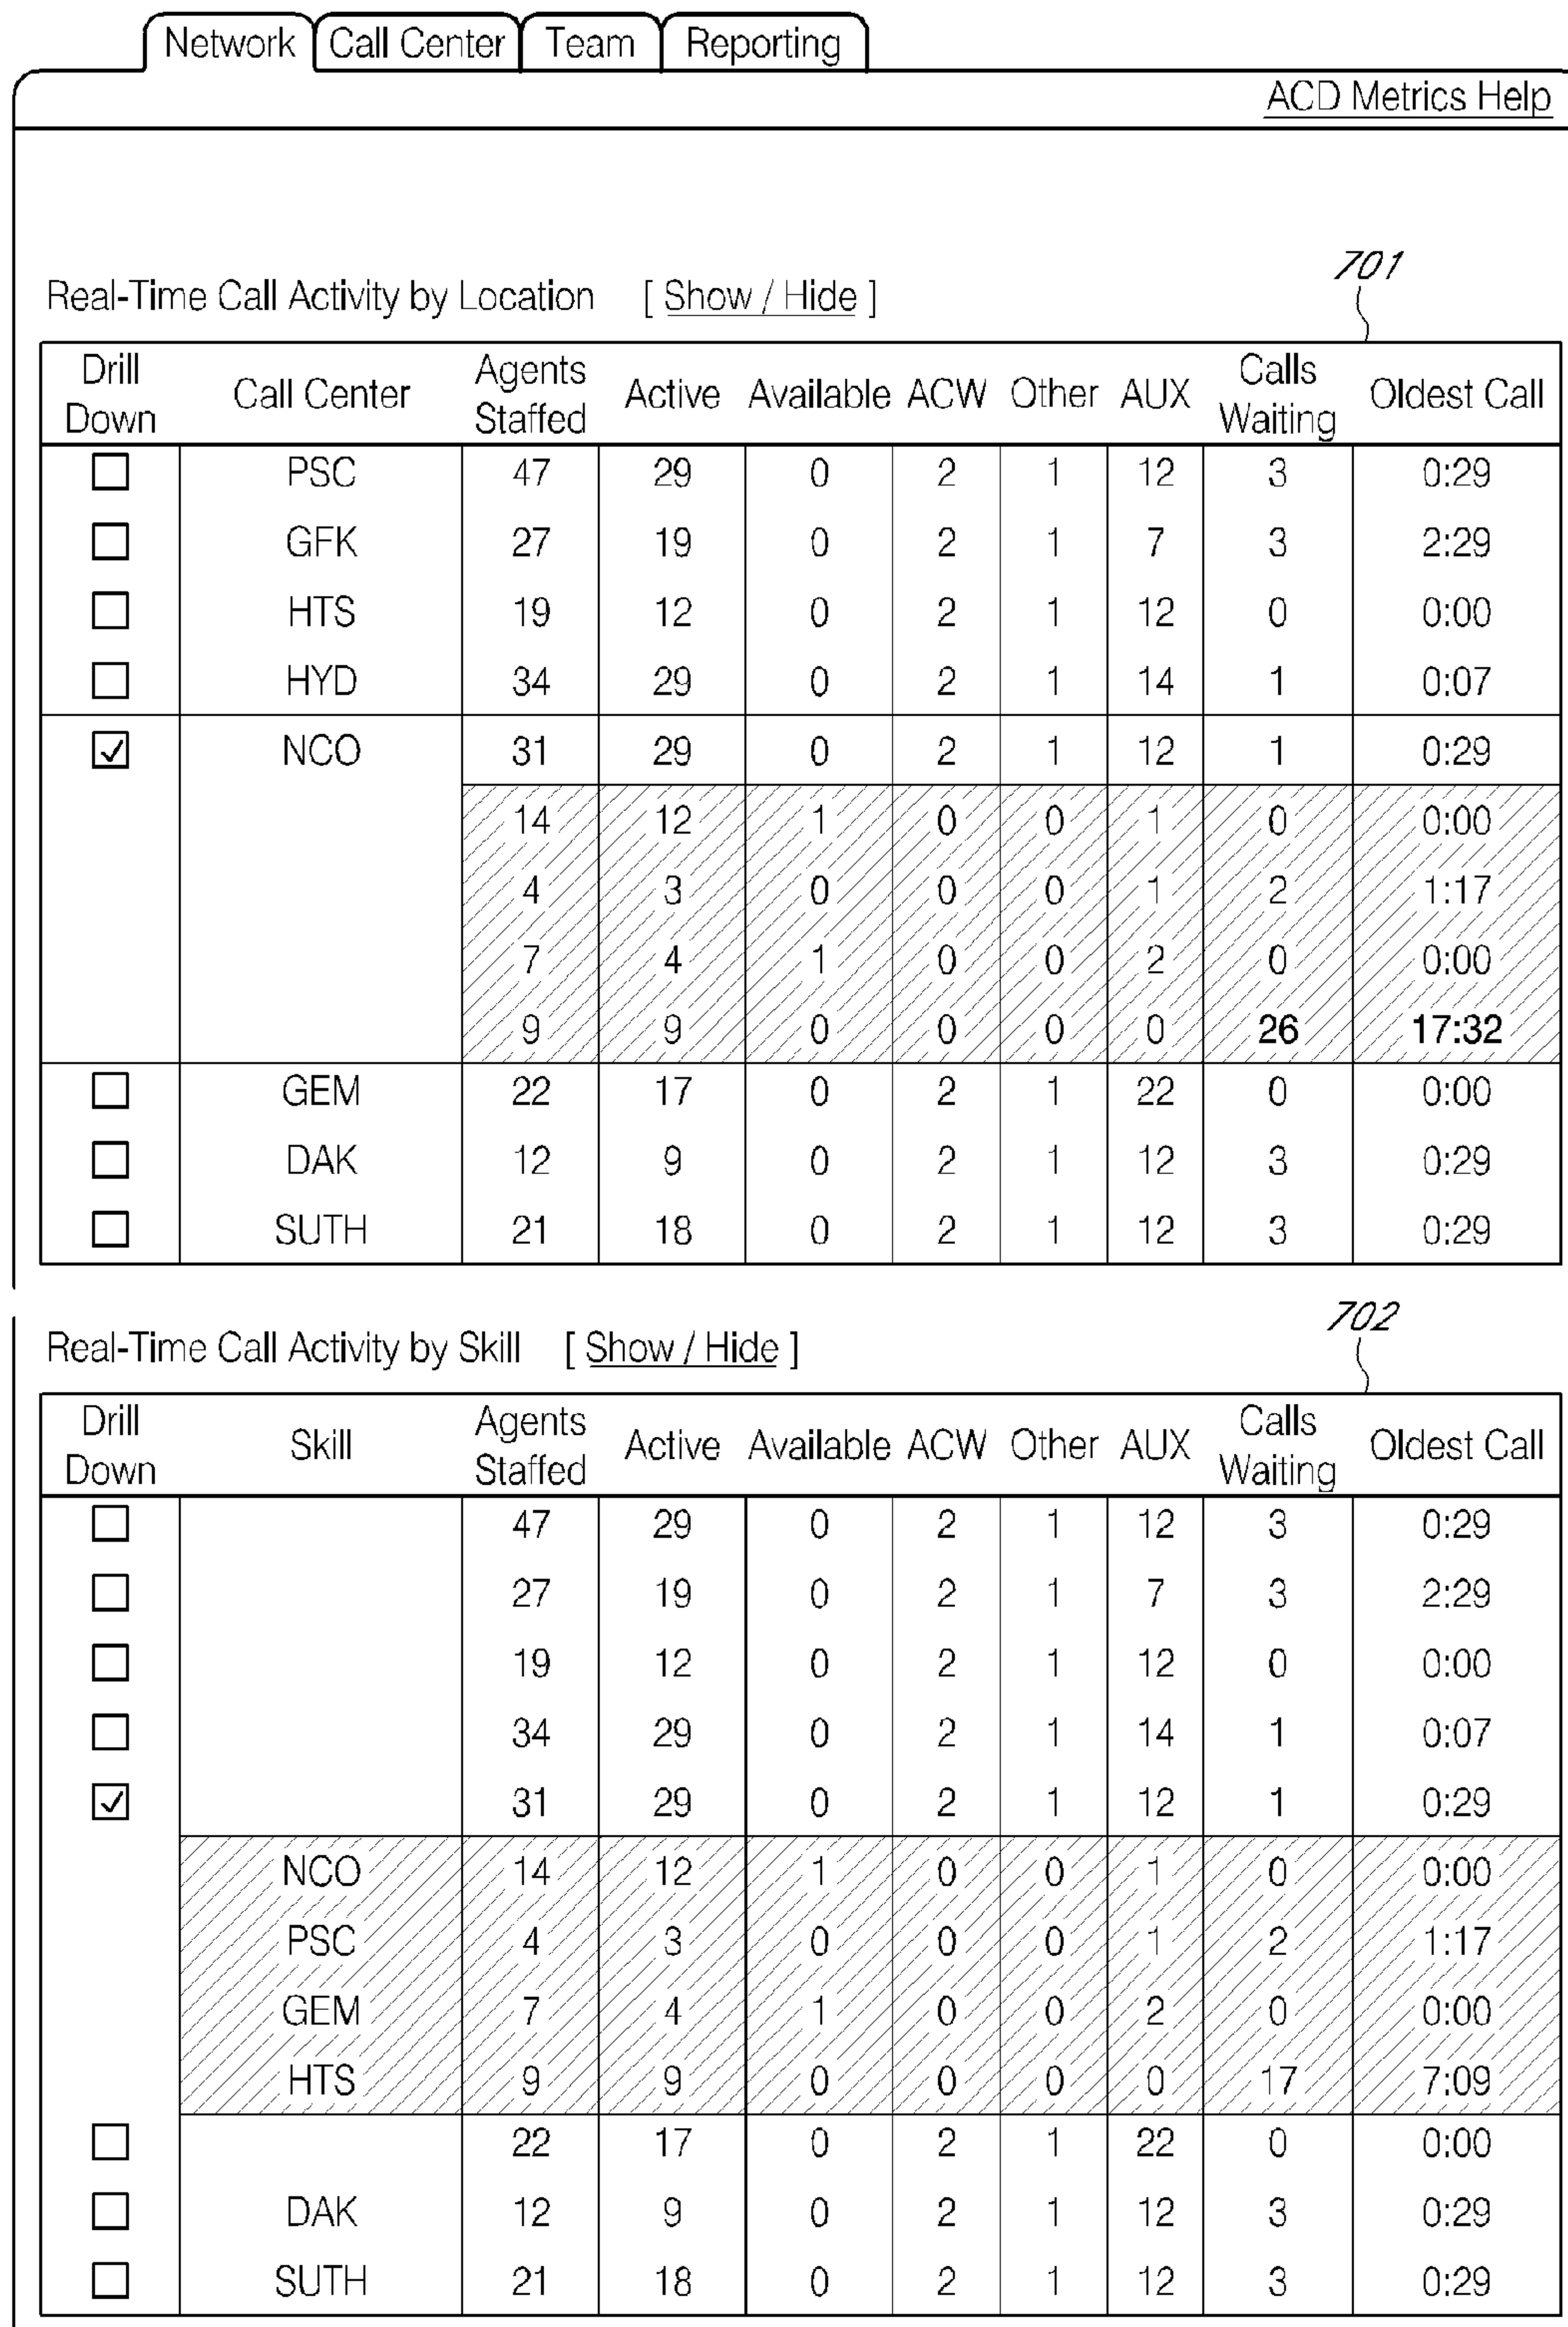 Network Call Center Team Reporting
ACD Metrics Help
701
Real-Time Call Activity by Location [ Show / Hide ]
Drill Down Call Center Agents Staffed Active Available ACW Other AUX Calls Waiting Oldest Call
PSC 47 29 0 2 1 12 3 0:29
GFK 27 19 0 2 1 7 3 2:29
HTS 19 12 0 2 1 12 0 0:00
HYD 34 29 0 2 1 14 1 0:07
NCO 31 29 0 2 1 12 1 0:29
14 12 1 0 0 1 0 0:00
4 3 0 0 0 1 2 1:17
7 4 1 0 0 2 0 0:00
9 9 0 0 0 0 26 17:32
GEM 22 17 0 2 1 22 0 0:00
DAK 12 9 0 2 1 12 3 0:29
SUTH 21 18 0 2 1 12 3 0:29
702
Real-Time Call Activity by Skill [ Show / Hide ]
Drill Down Skill Agents Staffed Active Available ACW Other AUX Calls Waiting Oldest Call
47 29 0 2 1 12 3 0:29
27 19 0 2 1 7 3 2:29
19 12 0 2 1 12 0 0:00
34 29 0 2 1 14 1 0:07
31 29 0 2 1 12 1 0:29
NCO 14 12 1 0 0 1 0 0:00
PSC 4 3 0 0 0 1 2 1:17
GEM 7 4 1 0 0 2 0 0:00
HTS 9 9 0 0 0 0 17 7:09
22 17 0 2 1 22 0 0:00
DAK 12 9 0 2 1 12 3 0:29
SUTH 21 18 0 2 1 12 3 0:29